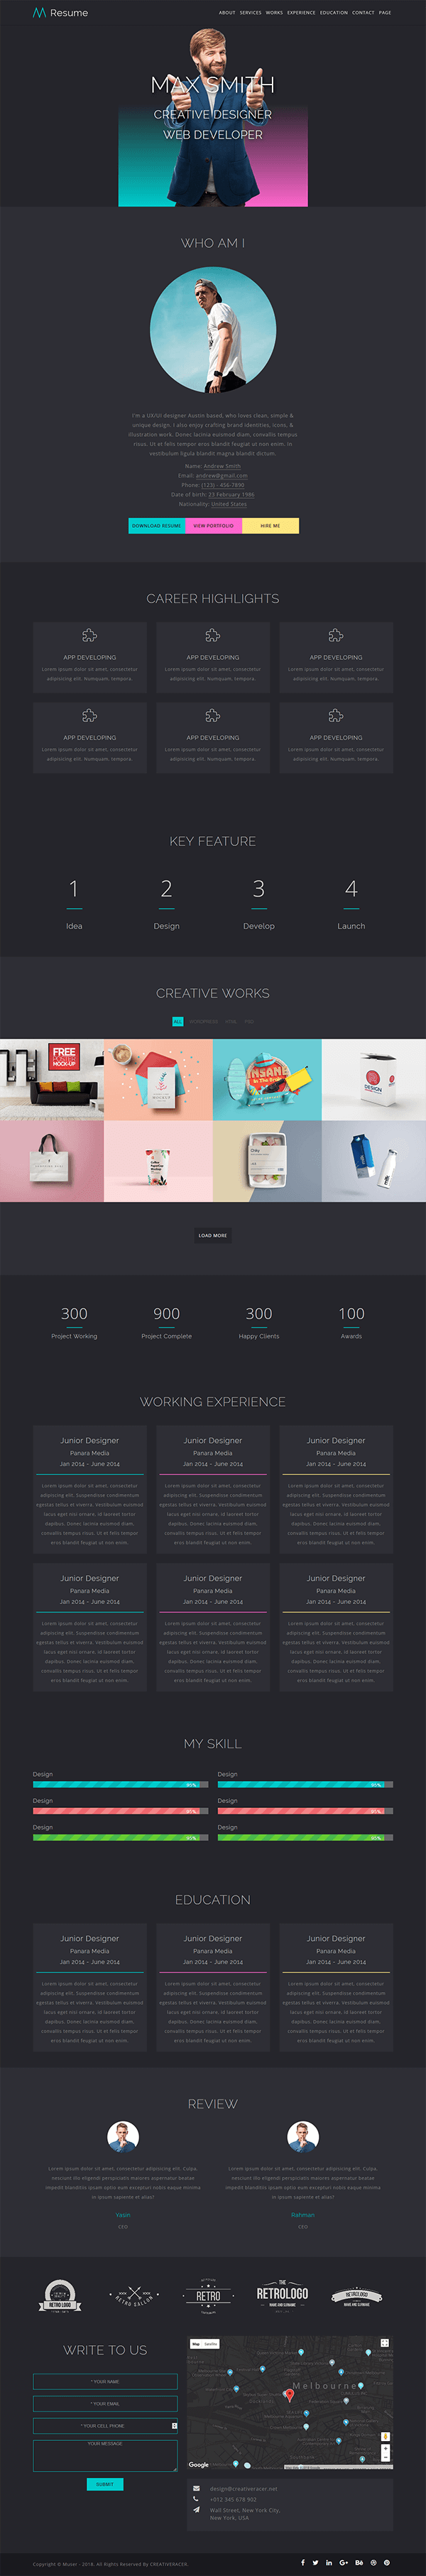 Resume
ABOUT SERVICES WORKS EXPERIENCE EDUCATION CONTACT PAGE
MAX SMITH
CREATIVE DESIGNER
WEB DEVELOPER
WHO AM I
I'm a UX/UI designer Austin based, who loves clean, simple &
unique design. I also enjoy crafting brand identities, icons, &
illustration work. Donec lacinia euismod diam, convallis tempus
risus. Ut et felis tempor eros blandit feugiat ut non enim. In
vestibulum ligula blandit magna blandit dictum.
Name: Andrew Smith
Email: andrew@gmail.com
Phone: (123) - 456-7890
Date of birth: 23 February 1986
Nationality: United States
DOWNLOAD RESUME VIEW PORTFOLIO HIRE ME
CAREER HIGHLIGHTS
APP DEVELOPING APP DEVELOPING APP DEVELOPING
Lorem ipsum dolor sit amet, consectetur Lorem ipsum dolor sit amet, consectetur Lorem ipsum dolor sit amet, consectetur
adipiscing elit. Numquam, tempora. adipiscing elit. Numquam, tempora. adipiscing elit. Numquam, tempora.
APP DEVELOPING APP DEVELOPING APP DEVELOPING
Lorem ipsum dolor sit amet, consectetur Lorem ipsum dolor sit amet, consectetur Lorem ipsum dolor sit amet, consectetur
adipiscing elit. Numquam, tempora. adipiscing elit. Numquam, tempora. adipiscing elit. Numquam, tempora.
KEY FEATURE
1 2 3 4
Idea Design Develop Launch
CREATIVE WORKS
ALL WORDPRESS HTML PSD
FREE
POSTER
MOCK-UP
INSANE
DESIGN
LOAD MORE
300 900 300 100
Project Working Project Complete Happy Clients Awards
WORKING EXPERIENCE
Junior Designer Junior Designer Junior Designer
Panara Media Panara Media Panara Media
Jan 2014 - June 2014 Jan 2014 - June 2014 Jan 2014 - June 2014
Lorem ipsum dolor sit amet, consectetur Lorem ipsum dolor sit amet, consectetur Lorem ipsum dolor sit amet, consectetur
adipiscing elit. Suspendisse condimentum adipiscing elit. Suspendisse condimentum adipiscing elit. Suspendisse condimentum
egestas tellus et viverra. Vestibulum euismod egestas tellus et viverra. Vestibulum euismod egestas tellus et viverra. Vestibulum euismod
lacus eget nisi ornare, id laoreet tortor lacus eget nisi ornare, id laoreet tortor lacus eget nisi ornare, id laoreet tortor
dapibus. Donec lacinia euismod diam, dapibus. Donec lacinia euismod diam, dapibus. Donec lacinia euismod diam,
convallis tempus risus. Ut et felis tempor convallis tempus risus. Ut et felis tempor convallis tempus risus. Ut et felis tempor
eros blandit feugiat ut non enim. eros blandit feugiat ut non enim. eros blandit feugiat ut non enim.
Junior Designer Junior Designer Junior Designer
Panara Media Panara Media Panara Media
Jan 2014 - June 2014 Jan 2014 - June 2014 Jan 2014 - June 2014
Lorem ipsum dolor sit amet, consectetur Lorem ipsum dolor sit amet, consectetur Lorem ipsum dolor sit amet, consectetur
adipiscing elit. Suspendisse condimentum adipiscing elit. Suspendisse condimentum adipiscing elit. Suspendisse condimentum
egestas tellus et viverra. Vestibulum euismod egestas tellus et viverra. Vestibulum euismod egestas tellus et viverra. Vestibulum euismod
lacus eget nisi ornare, id laoreet tortor lacus eget nisi ornare, id laoreet tortor lacus eget nisi ornare, id laoreet tortor
dapibus. Donec lacinia euismod diam, dapibus. Donec lacinia euismod diam, dapibus. Donec lacinia euismod diam,
convallis tempus risus. Ut et felis tempor convallis tempus risus. Ut et felis tempor convallis tempus risus. Ut et felis tempor
eros blandit feugiat ut non enim. eros blandit feugiat ut non enim. eros blandit feugiat ut non enim.
MY SKILL
Design Design
95% 95%
Design Design
95% 95%
Design Design
95% 95%
EDUCATION
Junior Designer Junior Designer Junior Designer
Panara Media Panara Media Panara Media
Jan 2014 - June 2014 Jan 2014 - June 2014 Jan 2014 - June 2014
Lorem ipsum dolor sit amet, consectetur Lorem ipsum dolor sit amet, consectetur Lorem ipsum dolor sit amet, consectetur
adipiscing elit. Suspendisse condimentum adipiscing elit. Suspendisse condimentum adipiscing elit. Suspendisse condimentum
egestas tellus et viverra. Vestibulum euismod egestas tellus et viverra. Vestibulum euismod egestas tellus et viverra. Vestibulum euismod
lacus eget nisi ornare, id laoreet tortor lacus eget nisi ornare, id laoreet tortor lacus eget nisi ornare, id laoreet tortor
dapibus. Donec lacinia euismod diam, dapibus. Donec lacinia euismod diam, dapibus. Donec lacinia euismod diam,
convallis tempus risus. Ut et felis tempor convallis tempus risus. Ut et felis tempor convallis tempus risus. Ut et felis tempor
eros blandit feugiat ut non enim. eros blandit feugiat ut non enim. eros blandit feugiat ut non enim.
REVIEW
Lorem ipsum dolor sit amet, consectetur adipisicing elit. Culpa, Lorem ipsum dolor sit amet, consectetur adipisicing elit. Culpa,
nesciunt illo eligendi perspiciatis maiores aspernatur beatae nesciunt illo eligendi perspiciatis maiores aspernatur beatae
impedit blanditiis ipsam optio eum excepturi neque eaque minima impedit blanditiis ipsam optio eum excepturi neque eaque minima
in ipsum sapiente et alias? in ipsum sapiente et alias?
Yasin Rahman
CEO CEO
RETRO LOGO RETRO GALLON RETRO THE RETROLOGO RETROLOGO
WRITE TO US
* YOUR NAME
* YOUR EMAIL
* YOUR CELL PHONE
YOUR MESSAGE
SUBMIT
Map Satellite
Melbourne
Google
design@creativeracer.net
+012 345 678 902
Wall Street, New York City,
New York, USA
Copyright © Muser - 2018. All Rights Reserved By CREATIVERACER.